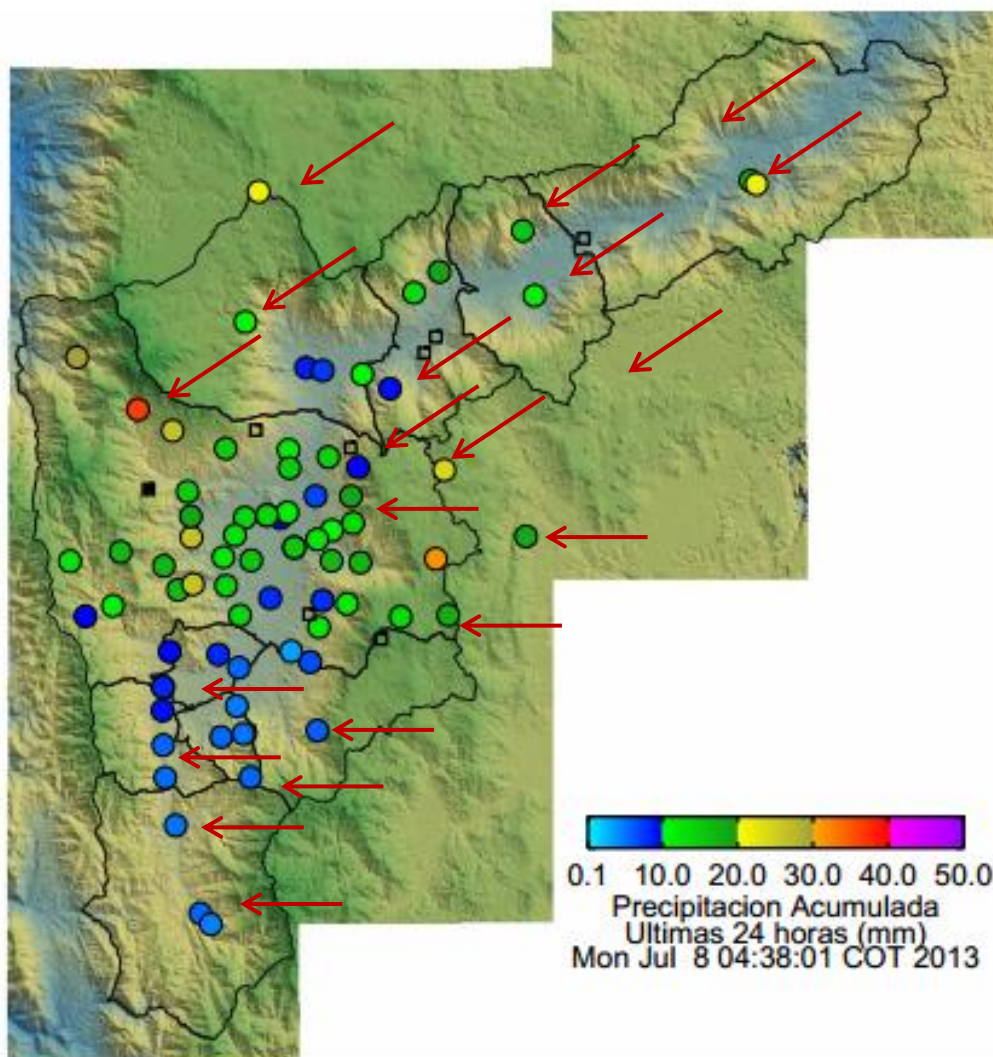 0.1 10.0 20.0 30.0 40.0 50.0
Precipitacion Acumulada
Ultimas 24 horas (mm)
Mon Jul 8 04:38:01 COT 2013